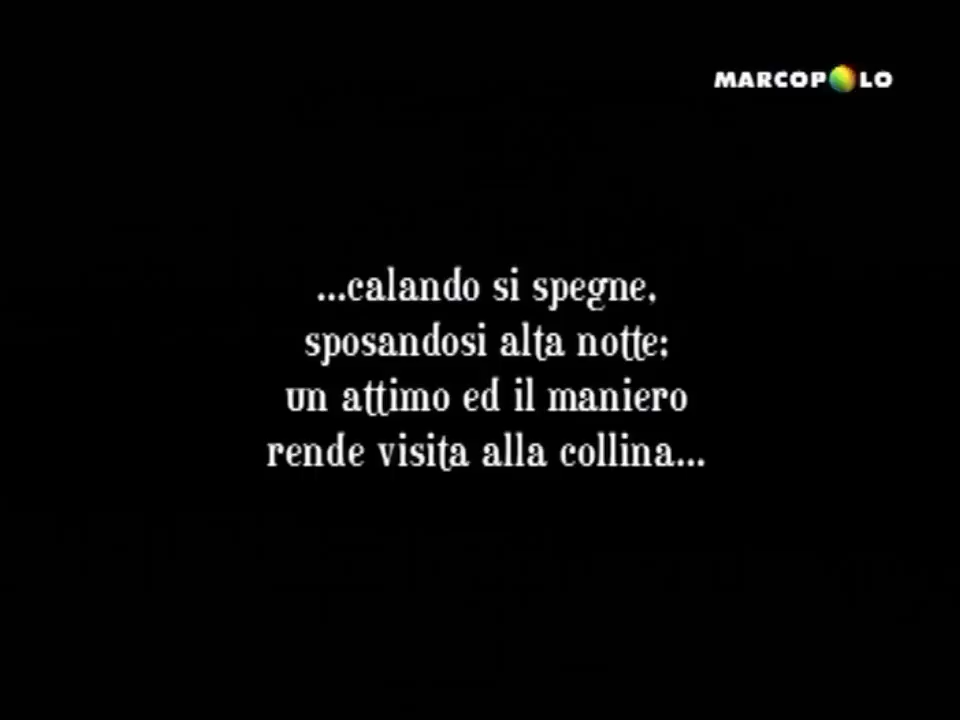 MARCOPOLO
...calando si spegne,
sposandosi alta notte;
un attimo ed il maniero
rende visita alla collina...